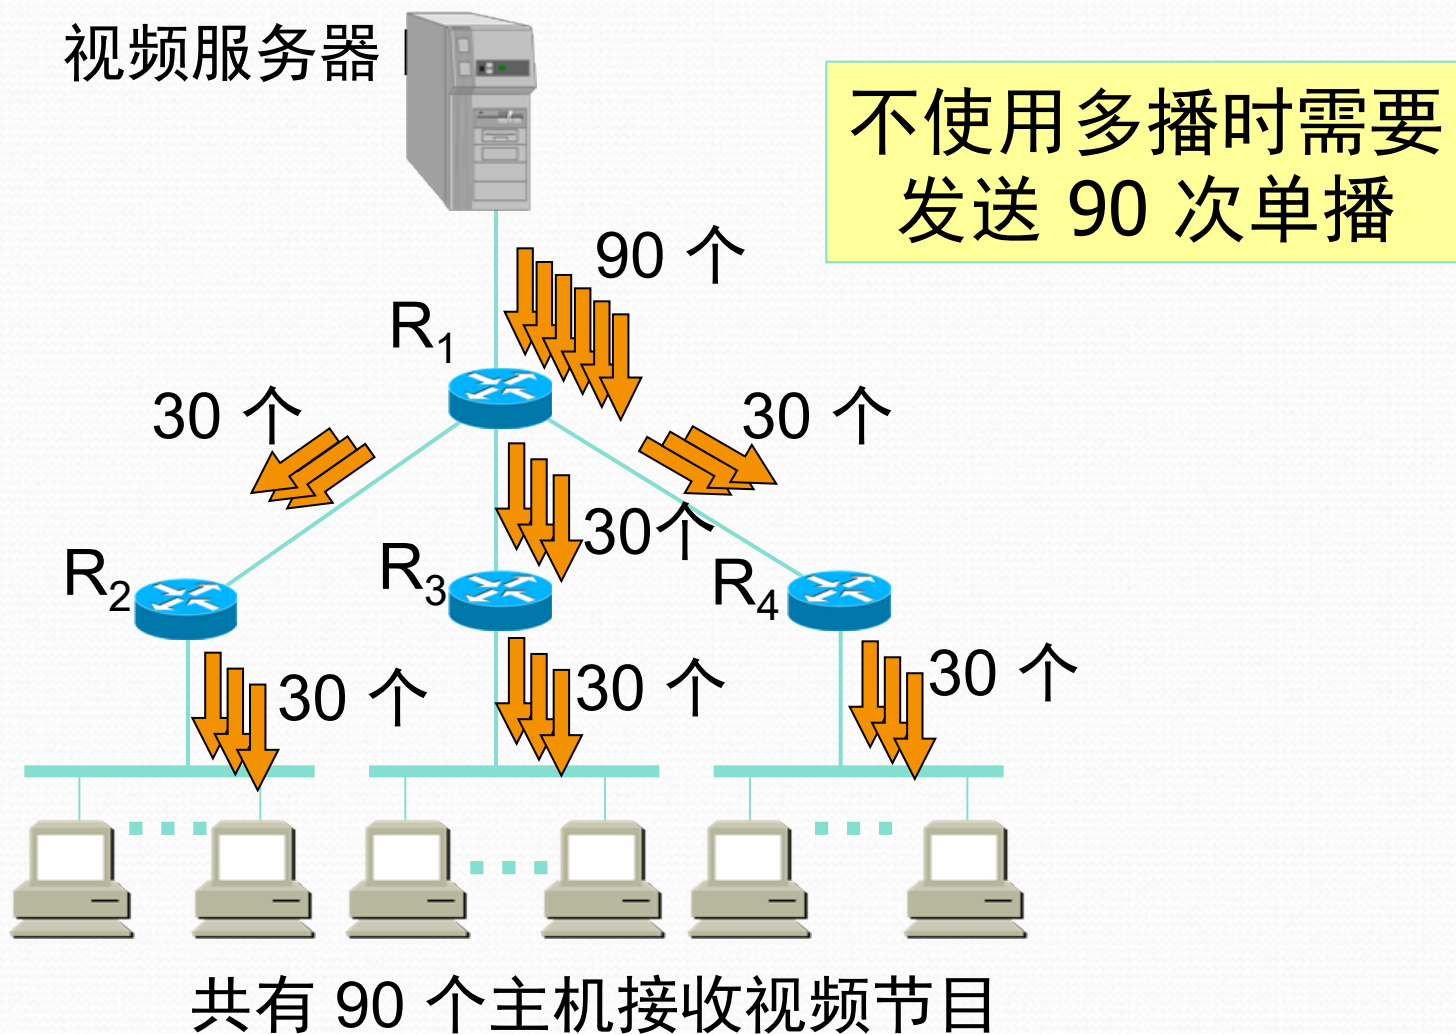 视频服务器
不使用多播时需要
发送 90 次单播
90 个
R₁
30 个
30 个
30个
R₂
R₃
R₄
30 个
30 个
30 个
共有 90 个主机接收视频节目